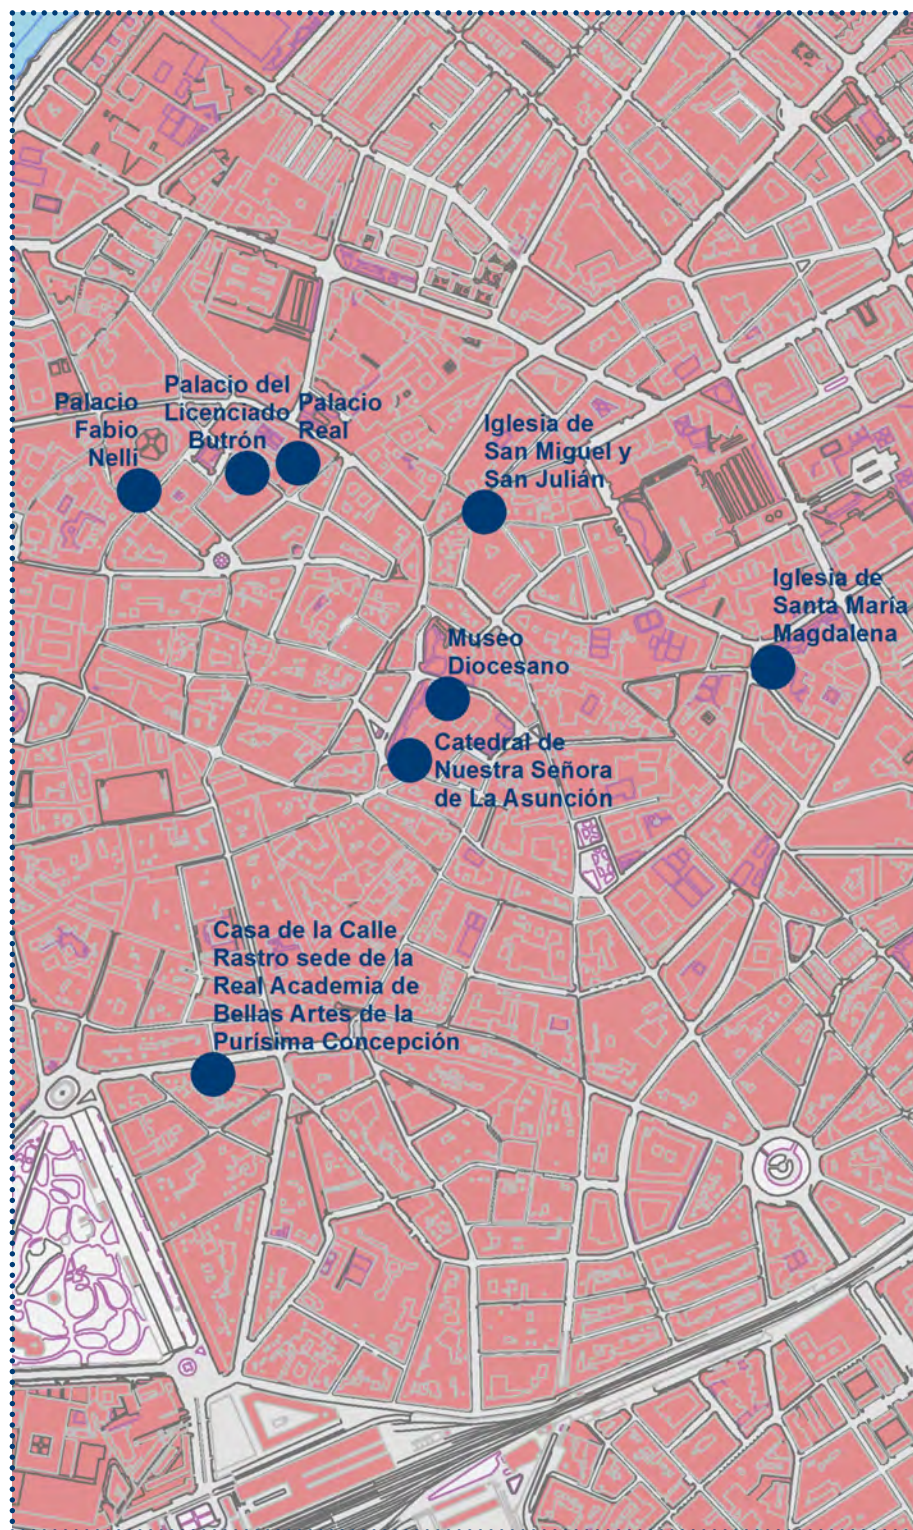 Palacio
Fabio
Nelli
Palacio del
Licenciado
Butrón
Palacio
Real
Iglesia de
San Miguel y
San Julián
Iglesia de
Santa María
Magdalena
Museo
Diocesano
Catedral de
Nuestra Señora
de La Asunción
Casa de la Calle
Rastro sede de la
Real Academia de
Bellas Artes de la
Purísima Concepción